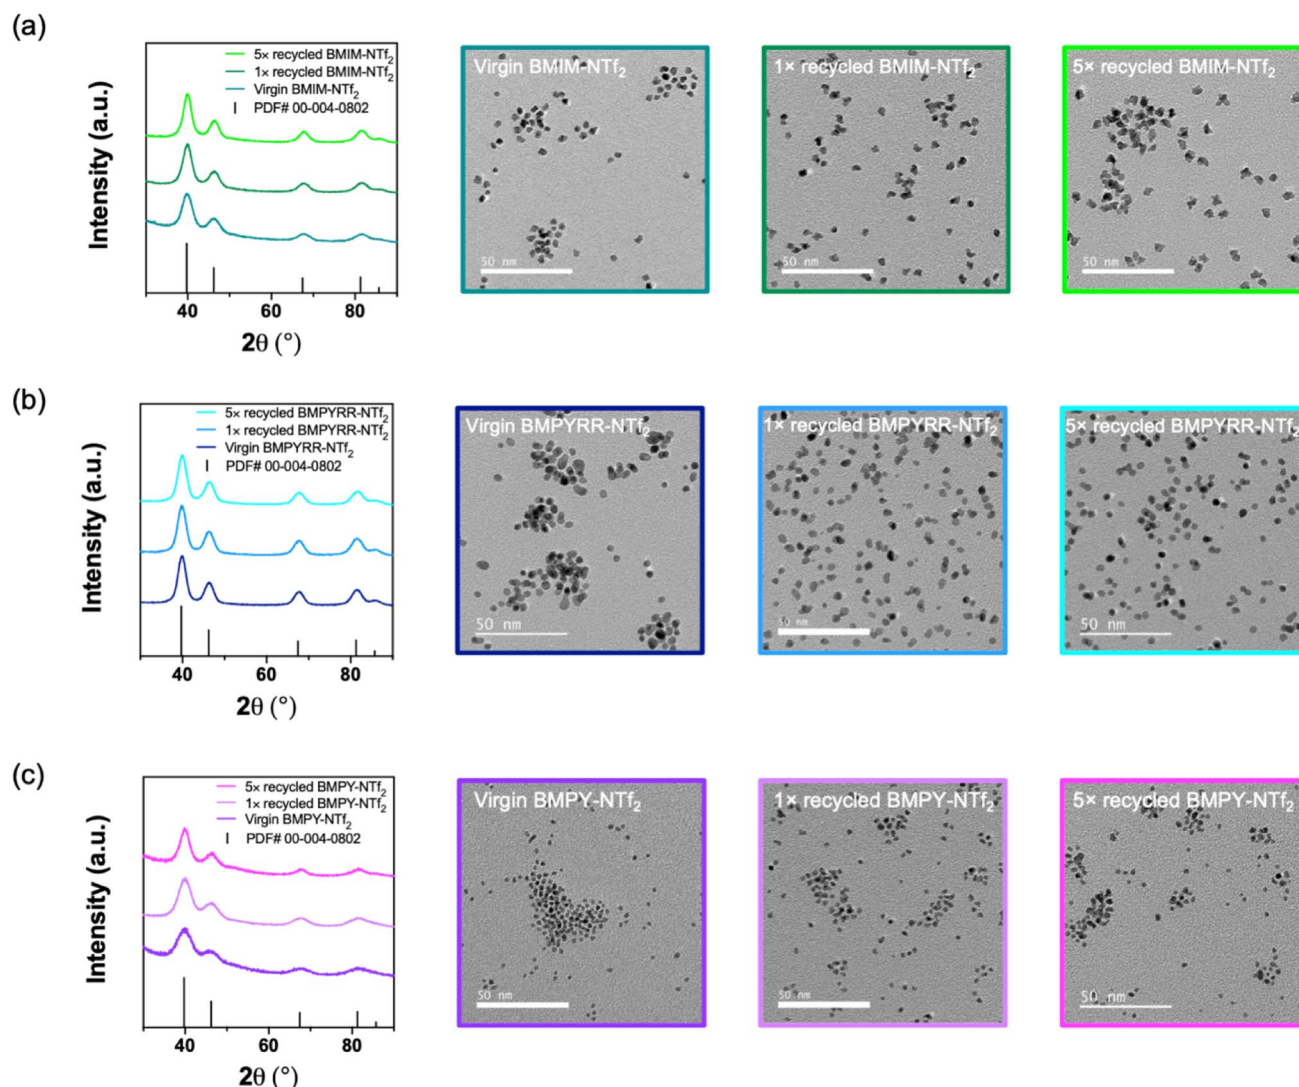 (a)
Intensity (a.u.)
5× recycled BMIM-NTf₂
1× recycled BMIM-NTf₂
Virgin BMIM-NTf₂
PDF# 00-004-0802
40 60 80
2θ (°)
Virgin BMIM-NTf₂
50 nm
1× recycled BMIM-NTf₂
50 nm
5× recycled BMIM-NTf₂
50 nm
(b)
Intensity (a.u.)
5× recycled BMPYRR-NTf₂
1× recycled BMPYRR-NTf₂
Virgin BMPYRR-NTf₂
PDF# 00-004-0802
40 60 80
2θ (°)
Virgin BMPYRR-NTf₂
50 nm
1× recycled BMPYRR-NTf₂
50 nm
5× recycled BMPYRR-NTf₂
50 nm
(c)
Intensity (a.u.)
5× recycled BMPY-NTf₂
1× recycled BMPY-NTf₂
Virgin BMPY-NTf₂
PDF# 00-004-0802
40 60 80
2θ (°)
Virgin BMPY-NTf₂
50 nm
1× recycled BMPY-NTf₂
50 nm
5× recycled BMPY-NTf₂
50 nm